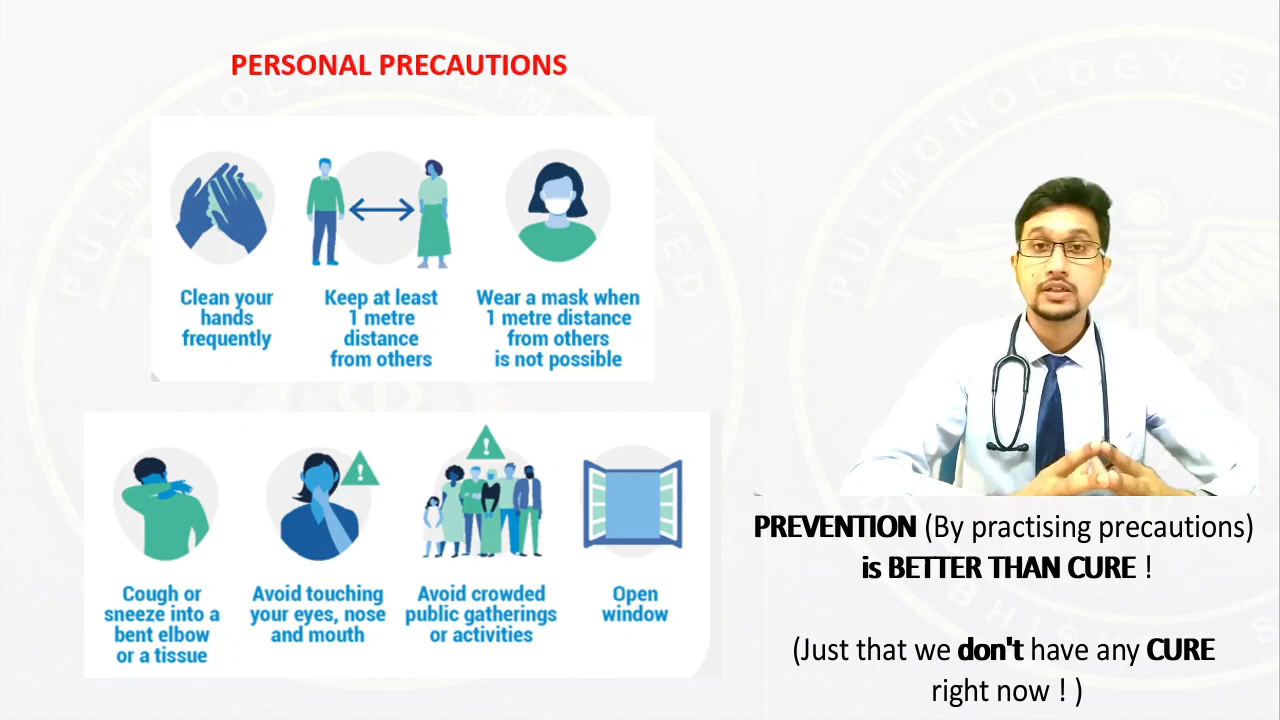 PERSONAL PRECAUTIONS
Clean your
hands
frequently
Keep at least
1 metre
distance
from others
Wear a mask when
1 metre distance
from others
is not possible
Cough or
sneeze into a
bent elbow
or a tissue
Avoid touching
your eyes, nose
and mouth
Avoid crowded
public gatherings
or activities
Open
window
PREVENTION (By practising precautions)
is BETTER THAN CURE !
(Just that we don't have any CURE
right now ! )